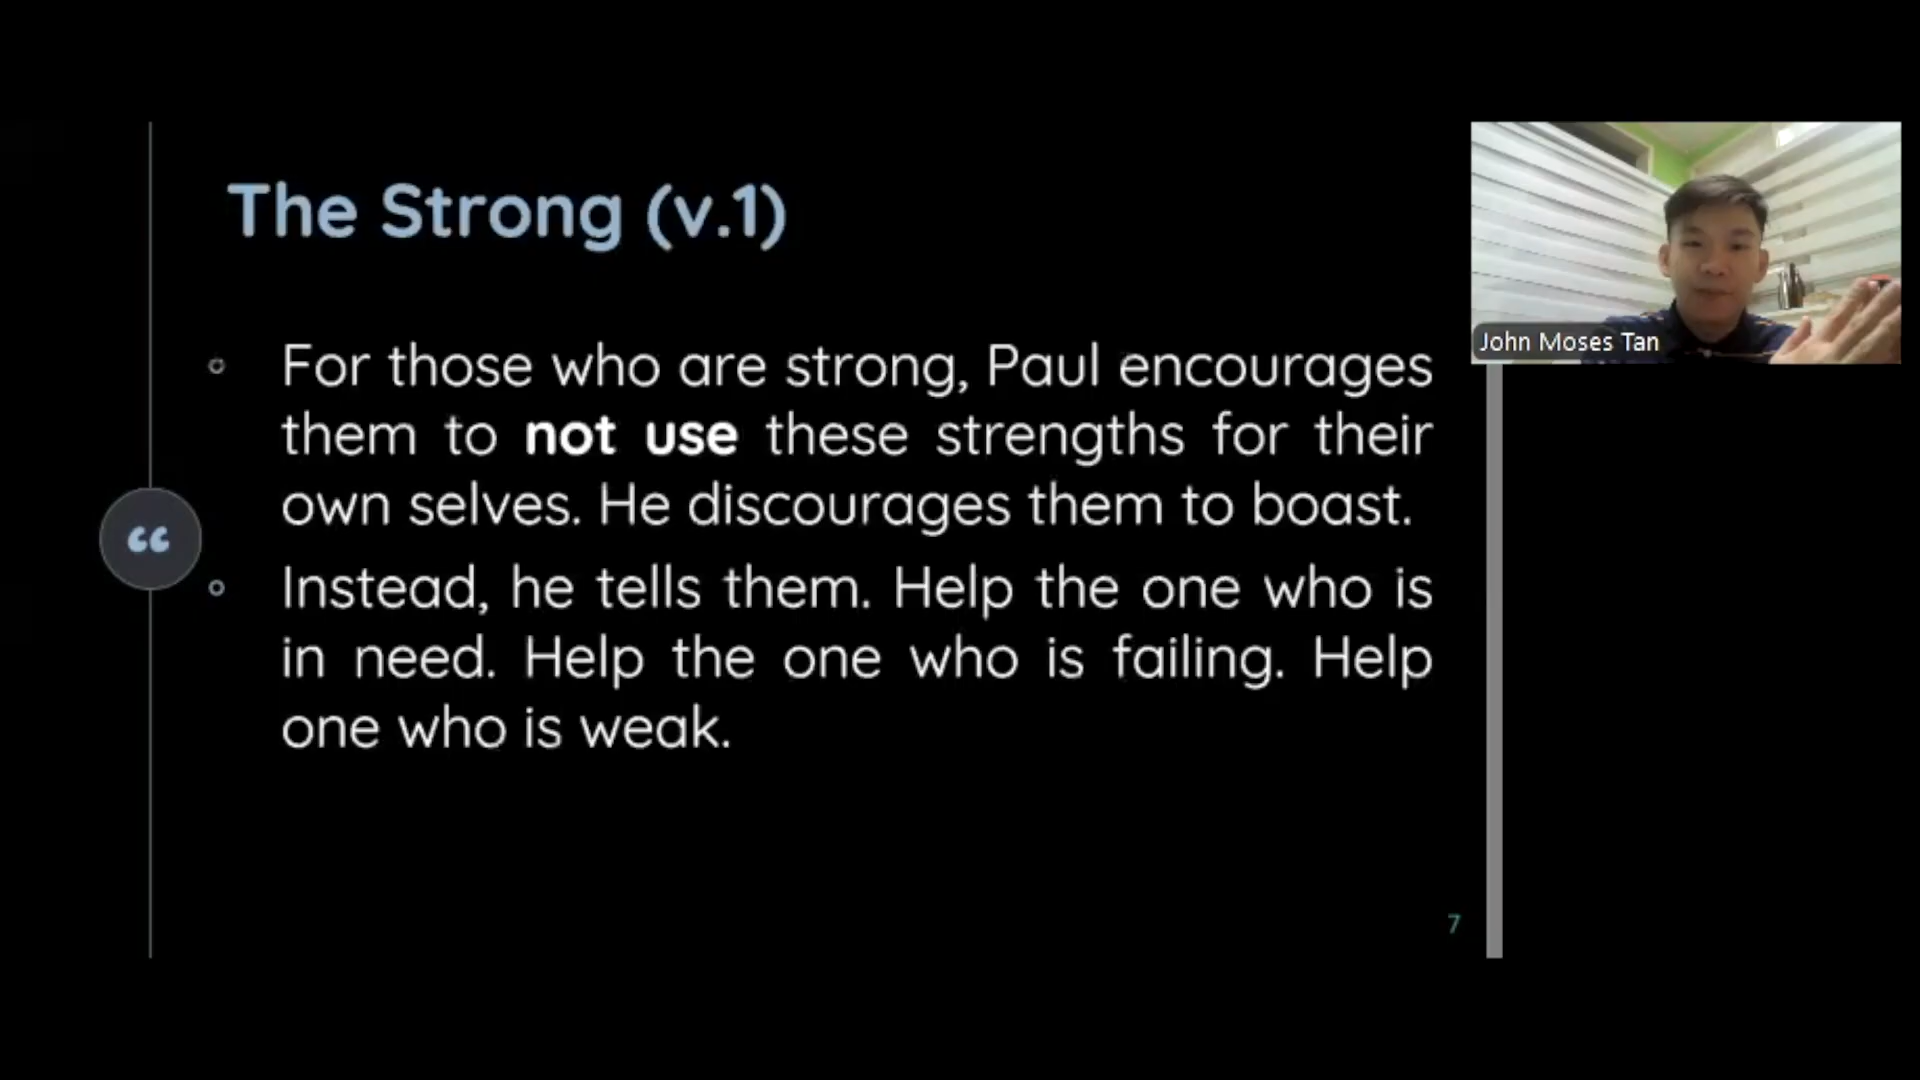 The Strong (v.1)
For those who are strong, Paul encourages
them to not use these strengths for their
own selves. He discourages them to boast.
“
Instead, he tells them. Help the one who is
in need. Help the one who is failing. Help
one who is weak.
7
John Moses Tan